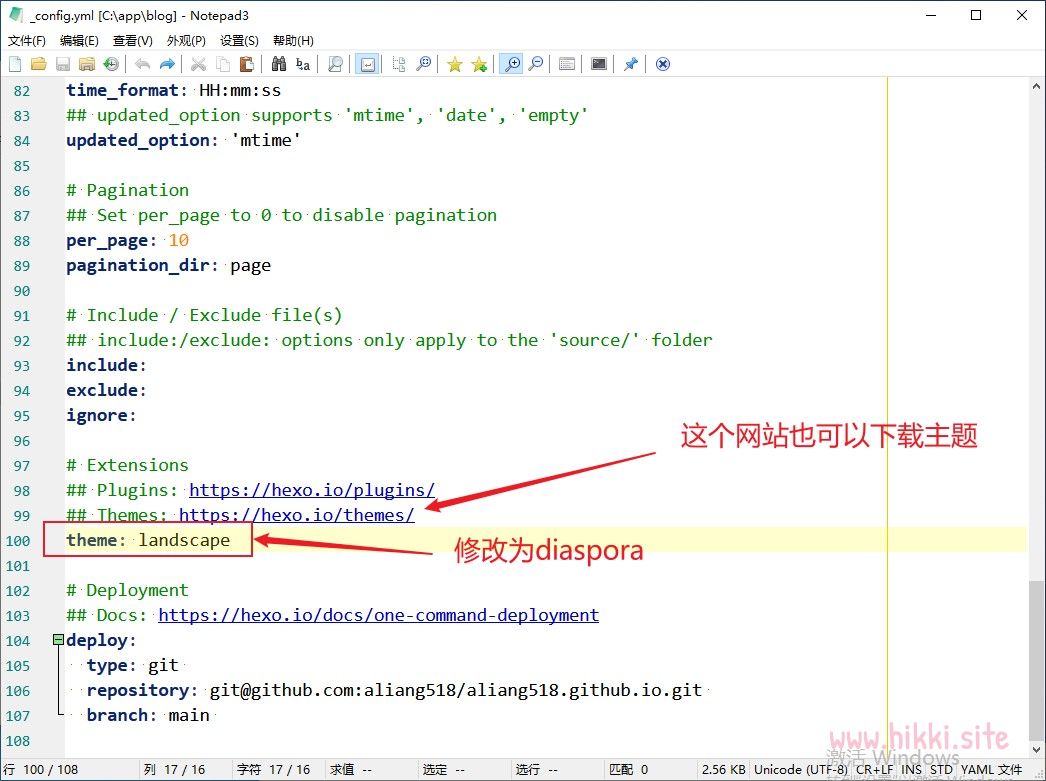 _config.yml [C:\app\blog] - Notepad3
文件(F) 编辑(E) 查看(V) 外观(P) 设置(S) 帮助(H)
82 time_format: HH:mm:ss
83 ## updated_option supports 'mtime', 'date', 'empty'
84 updated_option: 'mtime'
85
86 # Pagination
87 ## Set per_page to 0 to disable pagination
88 per_page: 10
89 pagination_dir: page
90
91 # Include / Exclude file(s)
92 ## include:/exclude: options only apply to the 'source/' folder
93 include:
94 exclude:
95 ignore:
96
这个网站也可以下载主题
97 # Extensions
98 ## Plugins: https://hexo.io/plugins/
99 ## Themes: https://hexo.io/themes/
100 theme: landscape
修改为diaspora
101
102 # Deployment
103 ## Docs: https://hexo.io/docs/one-command-deployment
104 deploy:
105 type: git
106 repository: git@github.com:aliang518/aliang518.github.io.git
107 branch: main
108
www.hikki.site
激活 Windows
行 100 / 108 列 17 / 16 字符 17 / 16 求值 -- 选定 -- 选行 -- 匹配 0 2.56 KB Unicode (UTF-8) CR+LF INS STD YAML 文件